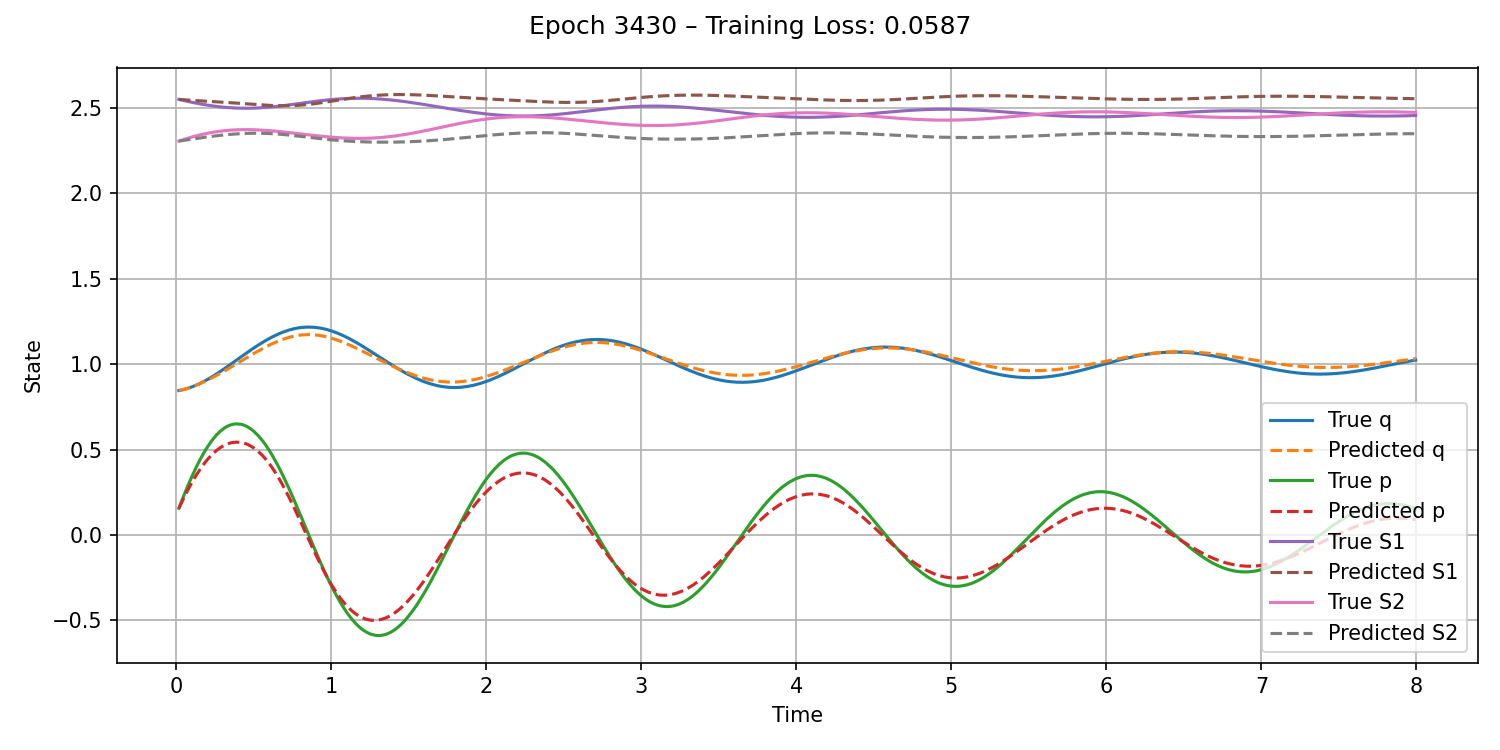 Epoch 3430 – Training Loss: 0.0587
State
2.5
2.0
1.5
1.0
0.5
0.0
−0.5
True q
Predicted q
True p
Predicted p
True S1
Predicted S1
True S2
Predicted S2
0 1 2 3 4 5 6 7 8
Time